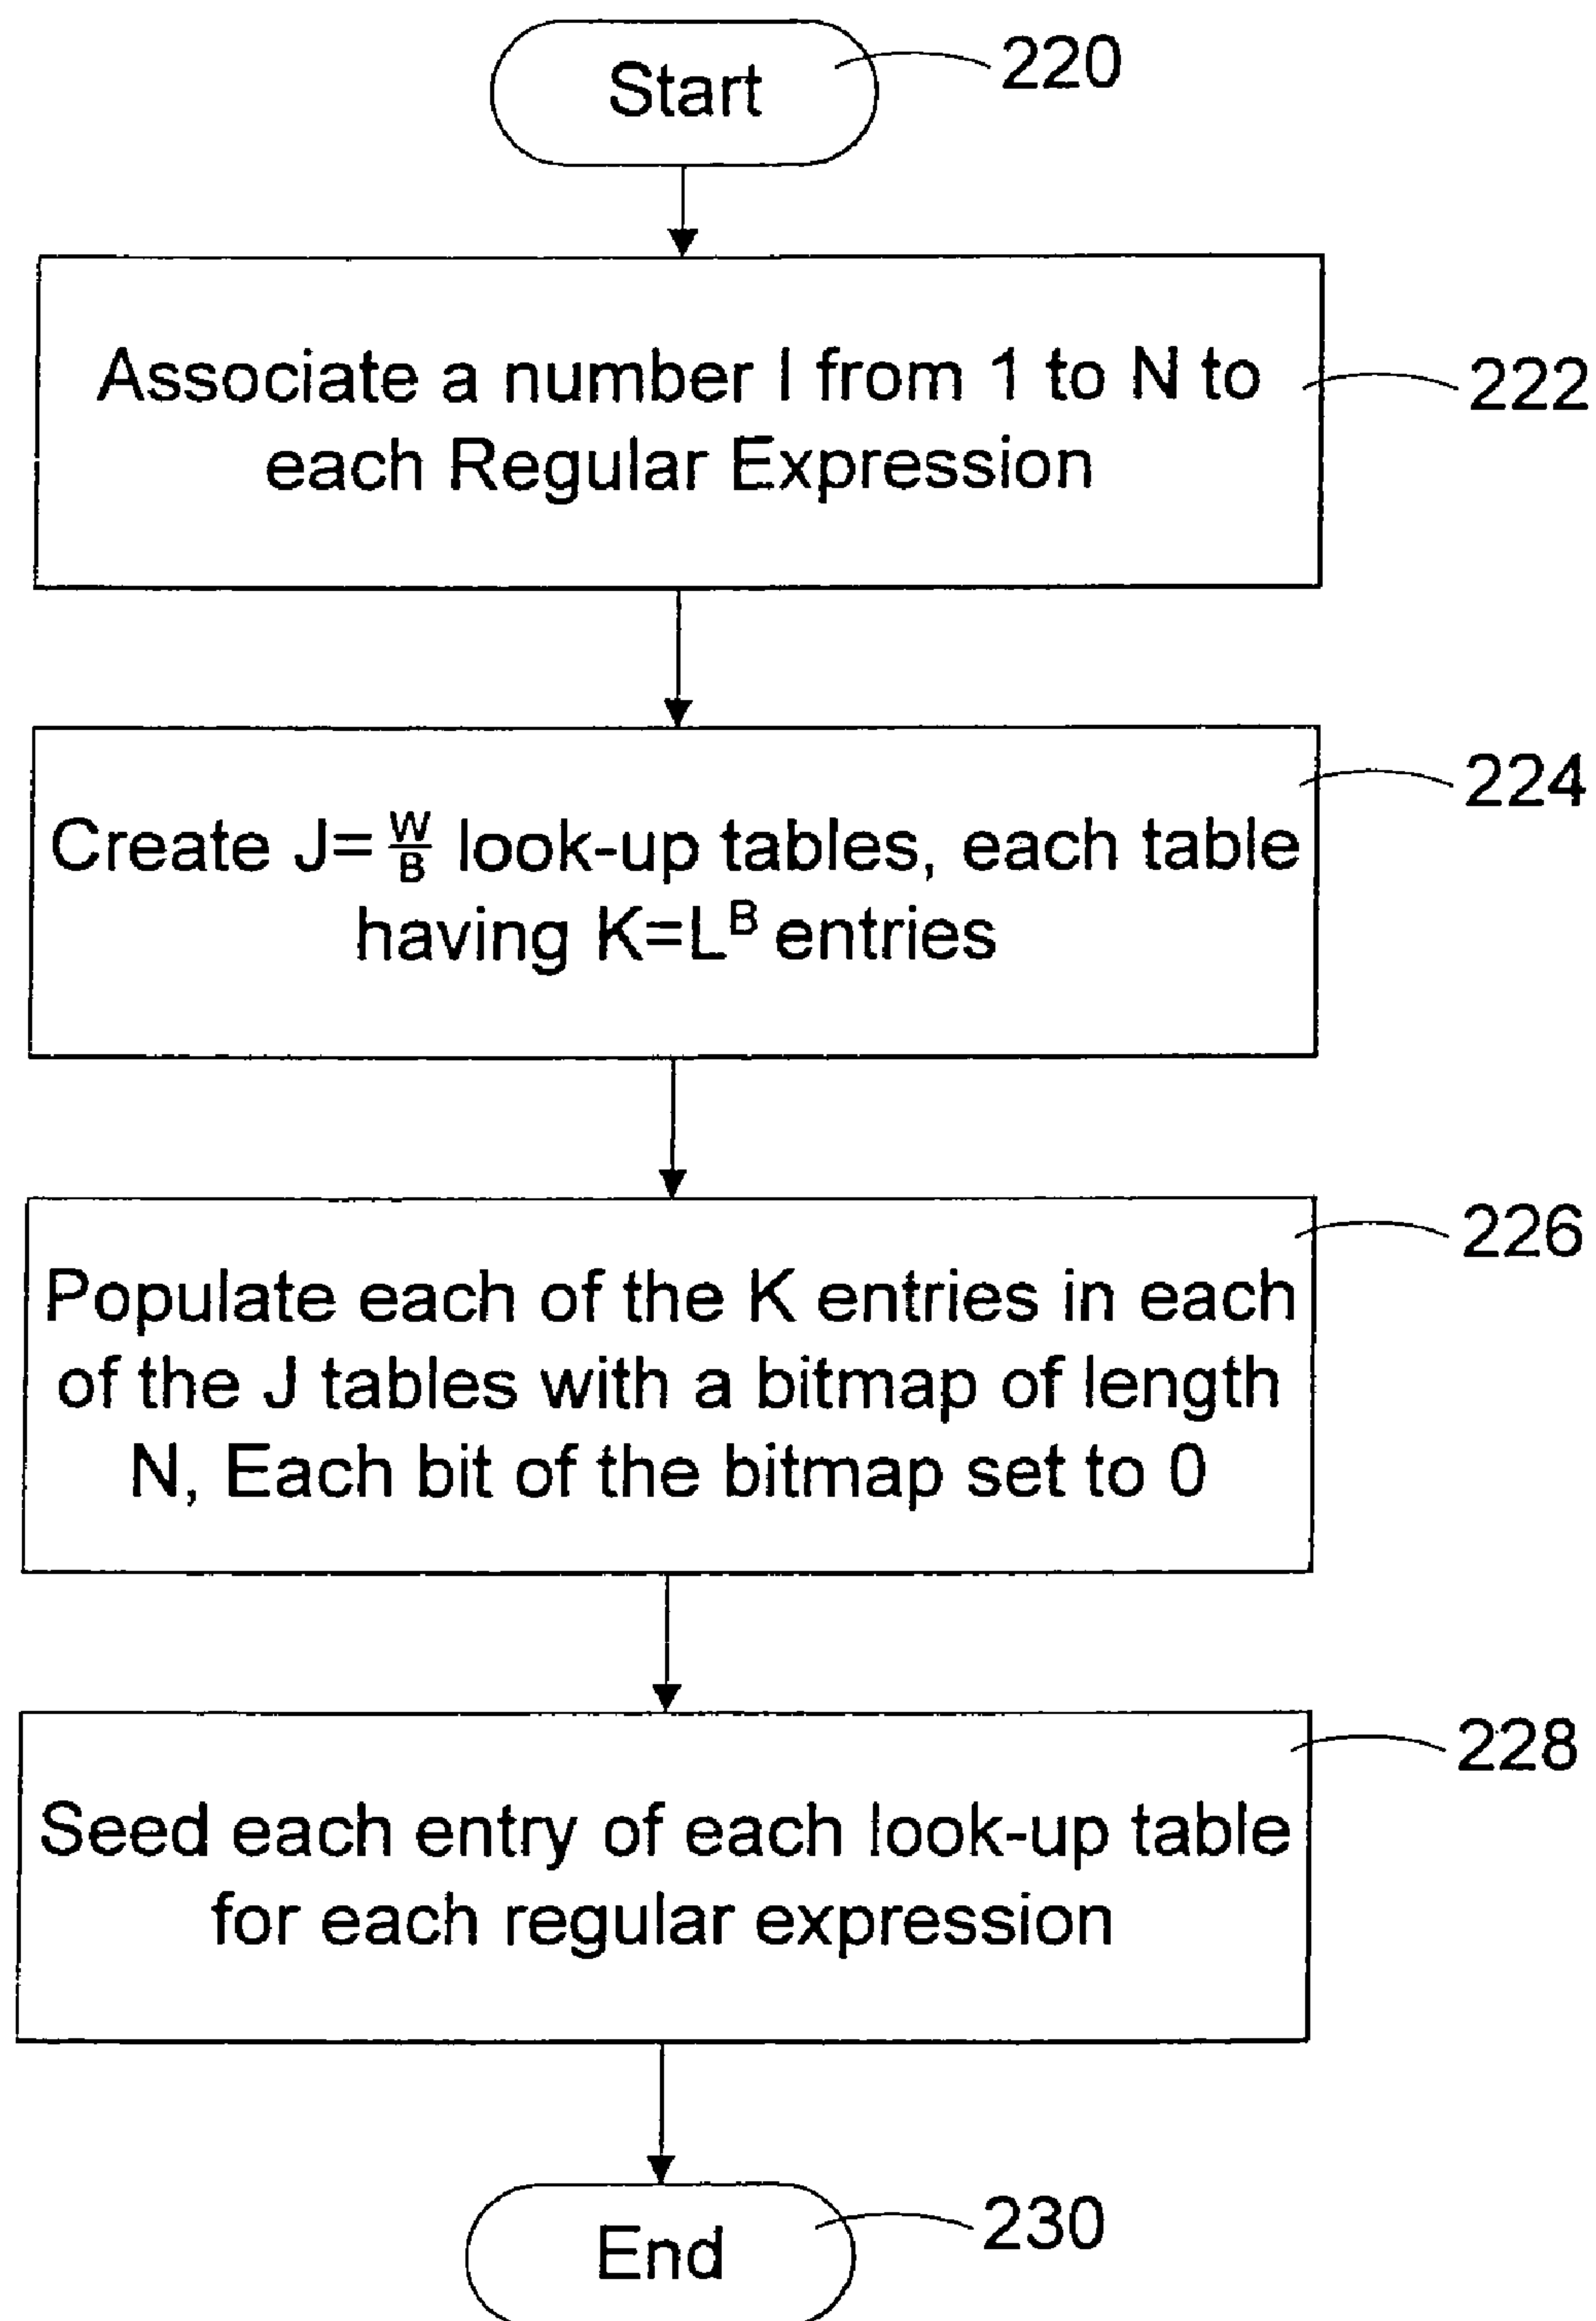 Start
220
Associate a number I from 1 to N to
each Regular Expression
222
Create J=W/B look-up tables, each table
having K=L^B entries
224
Populate each of the K entries in each
of the J tables with a bitmap of length
N, Each bit of the bitmap set to 0
226
Seed each entry of each look-up table
for each regular expression
228
End
230